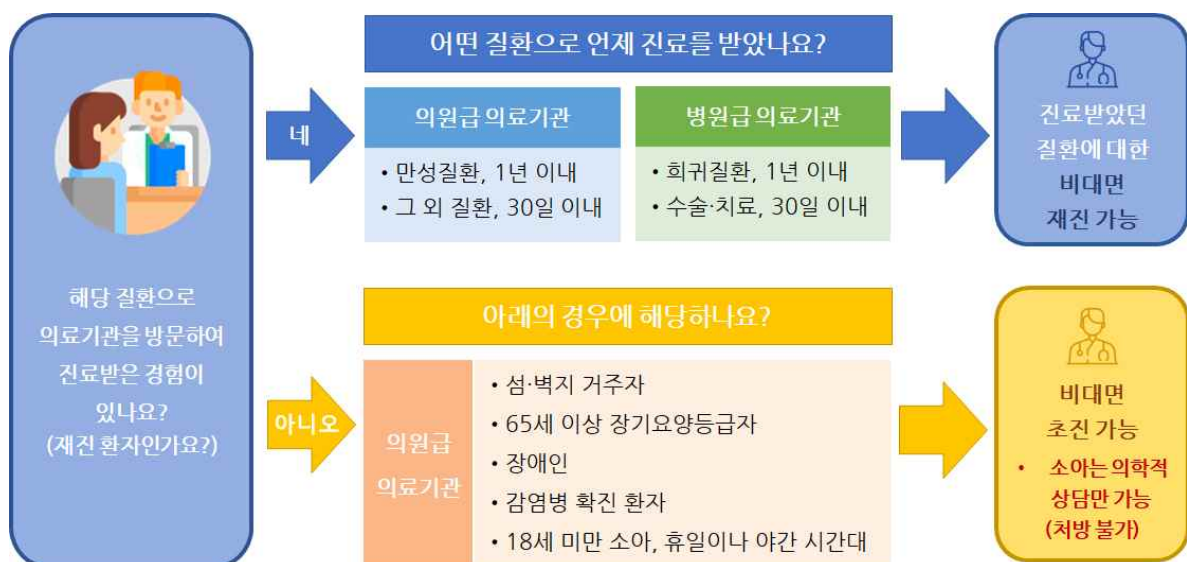 해당 질환으로
의료기관을 방문하여
진료받은 경험이
있나요?
(재진 환자인가요?)
네
어떤 질환으로 언제 진료를 받았나요?
의원급 의료기관
• 만성질환, 1년 이내
• 그 외 질환, 30일 이내
병원급 의료기관
• 희귀질환, 1년 이내
• 수술·치료, 30일 이내
진료받았던
질환에 대한
비대면
재진 가능
아니오
아래의 경우에 해당하나요?
의원급
의료기관
• 섬·벽지 거주자
• 65세 이상 장기요양등급자
• 장애인
• 감염병 확진 환자
• 18세 미만 소아, 휴일이나 야간 시간대
비대면
초진 가능
• 소아는 의학적
상담만 가능
(처방 불가)